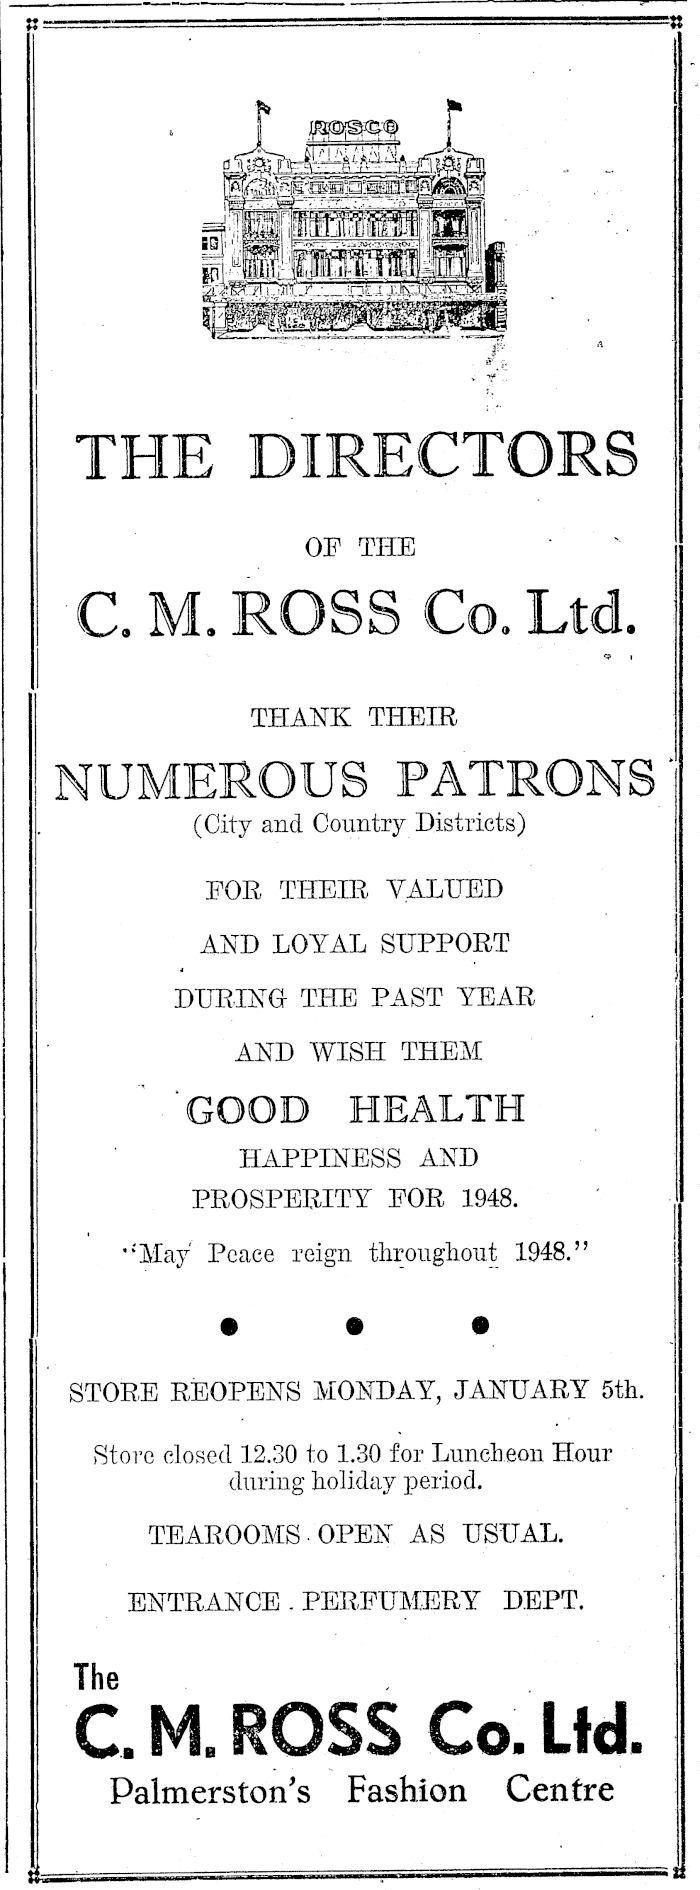 ROSCO
THE DIRECTORS
OF THE
C. M. ROSS Co. Ltd.
THANK THEIR
NUMEROUS PATRONS
(City and Country Districts)
FOR THEIR VALUED
AND LOYAL SUPPORT
DURING THE PAST YEAR
AND WISH THEM
GOOD HEALTH
HAPPINESS AND
PROSPERITY FOR 1948.
"May Peace reign throughout 1948."
STORE REOPENS MONDAY, JANUARY 5th.
Store closed 12.30 to 1.30 for Luncheon Hour
during holiday period.
TEAROOMS OPEN AS USUAL.
ENTRANCE . PERFUMERY DEPT.
The
C. M. ROSS Co. Ltd.
Palmerston's Fashion Centre